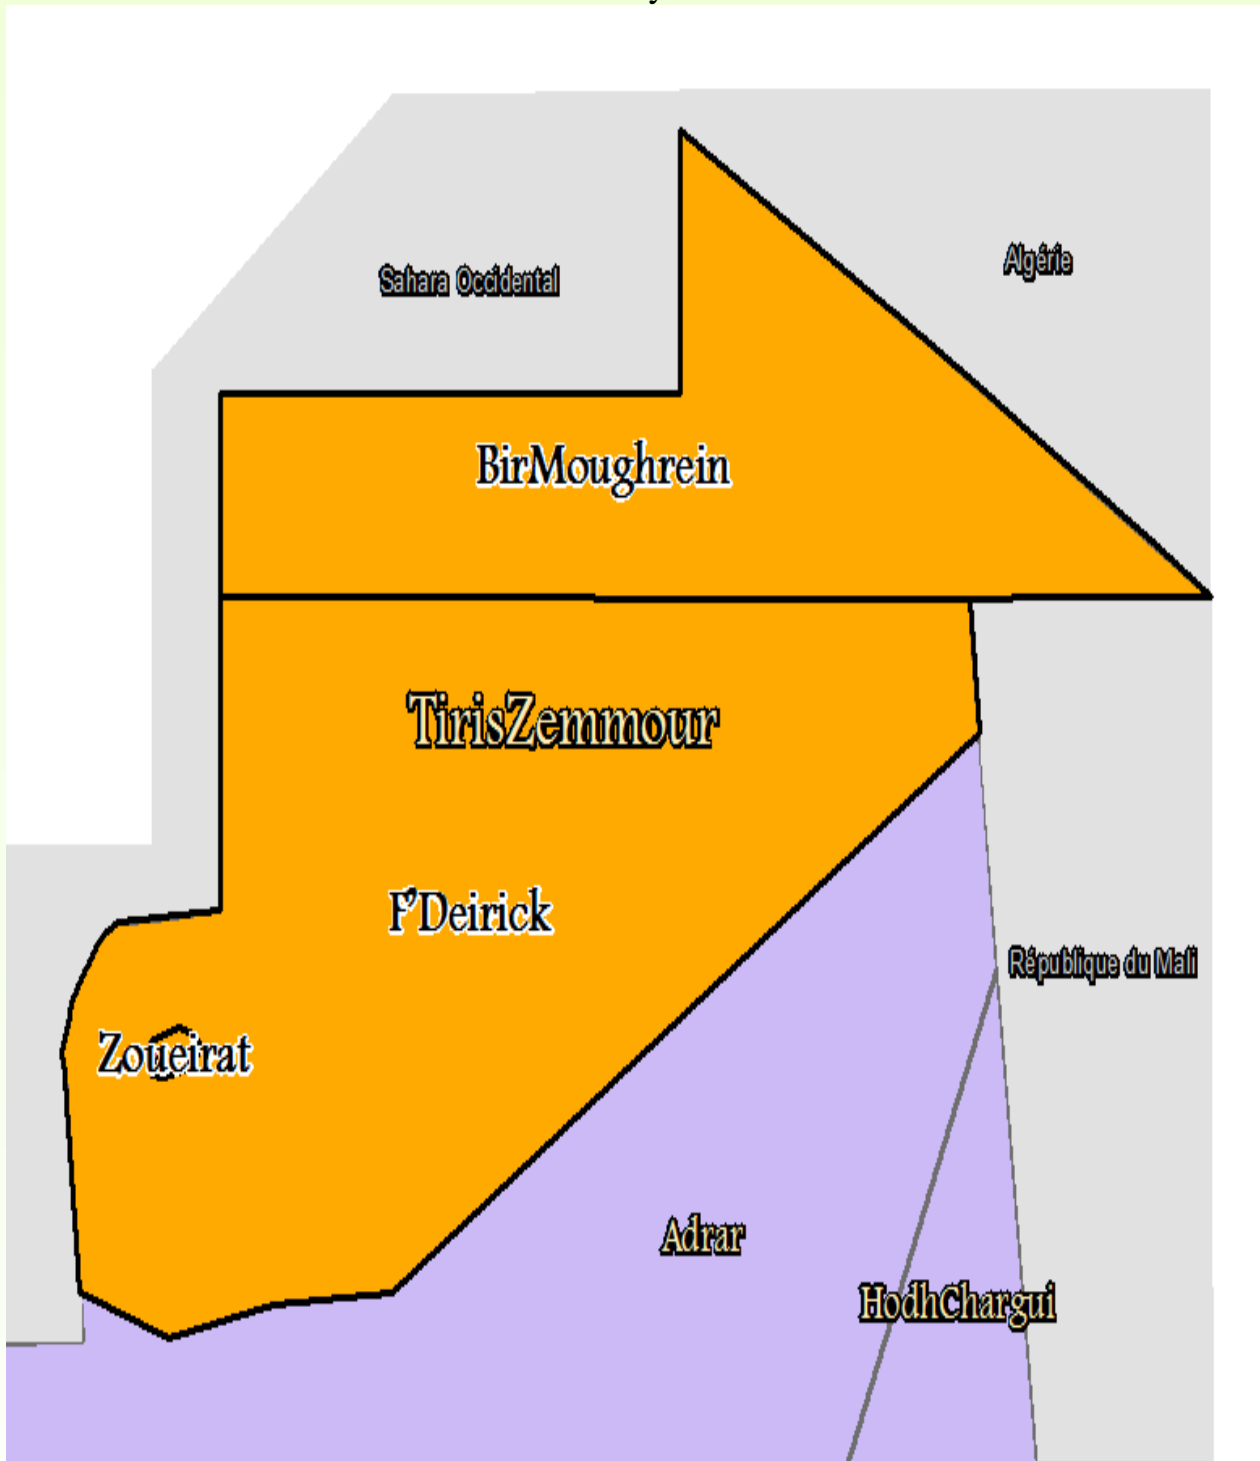 Algérie
Sahara Occidental
BirMoughrein
TirisZemmour
F'Deirick
République du Mali
Zoueirat
Adrar
HodhChargui